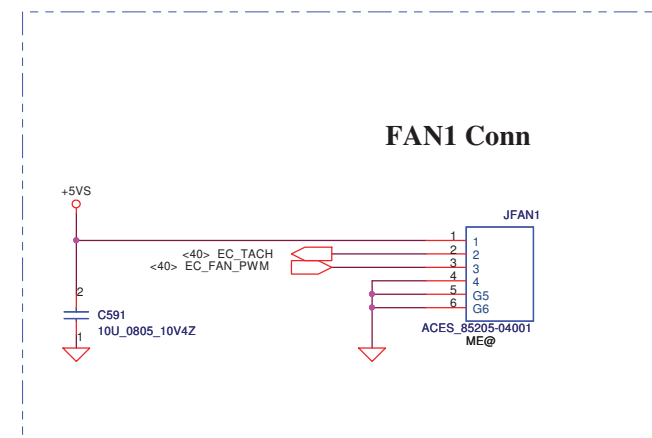 FAN1 Conn
+5VS
JFAN1
1 1
<40> EC_TACH 2 2
<40> EC_FAN_PWM 3 3
4 4
5 G5
6 G6
2
C591
10U_0805_10V4Z
1
ACES_85205-04001
ME@